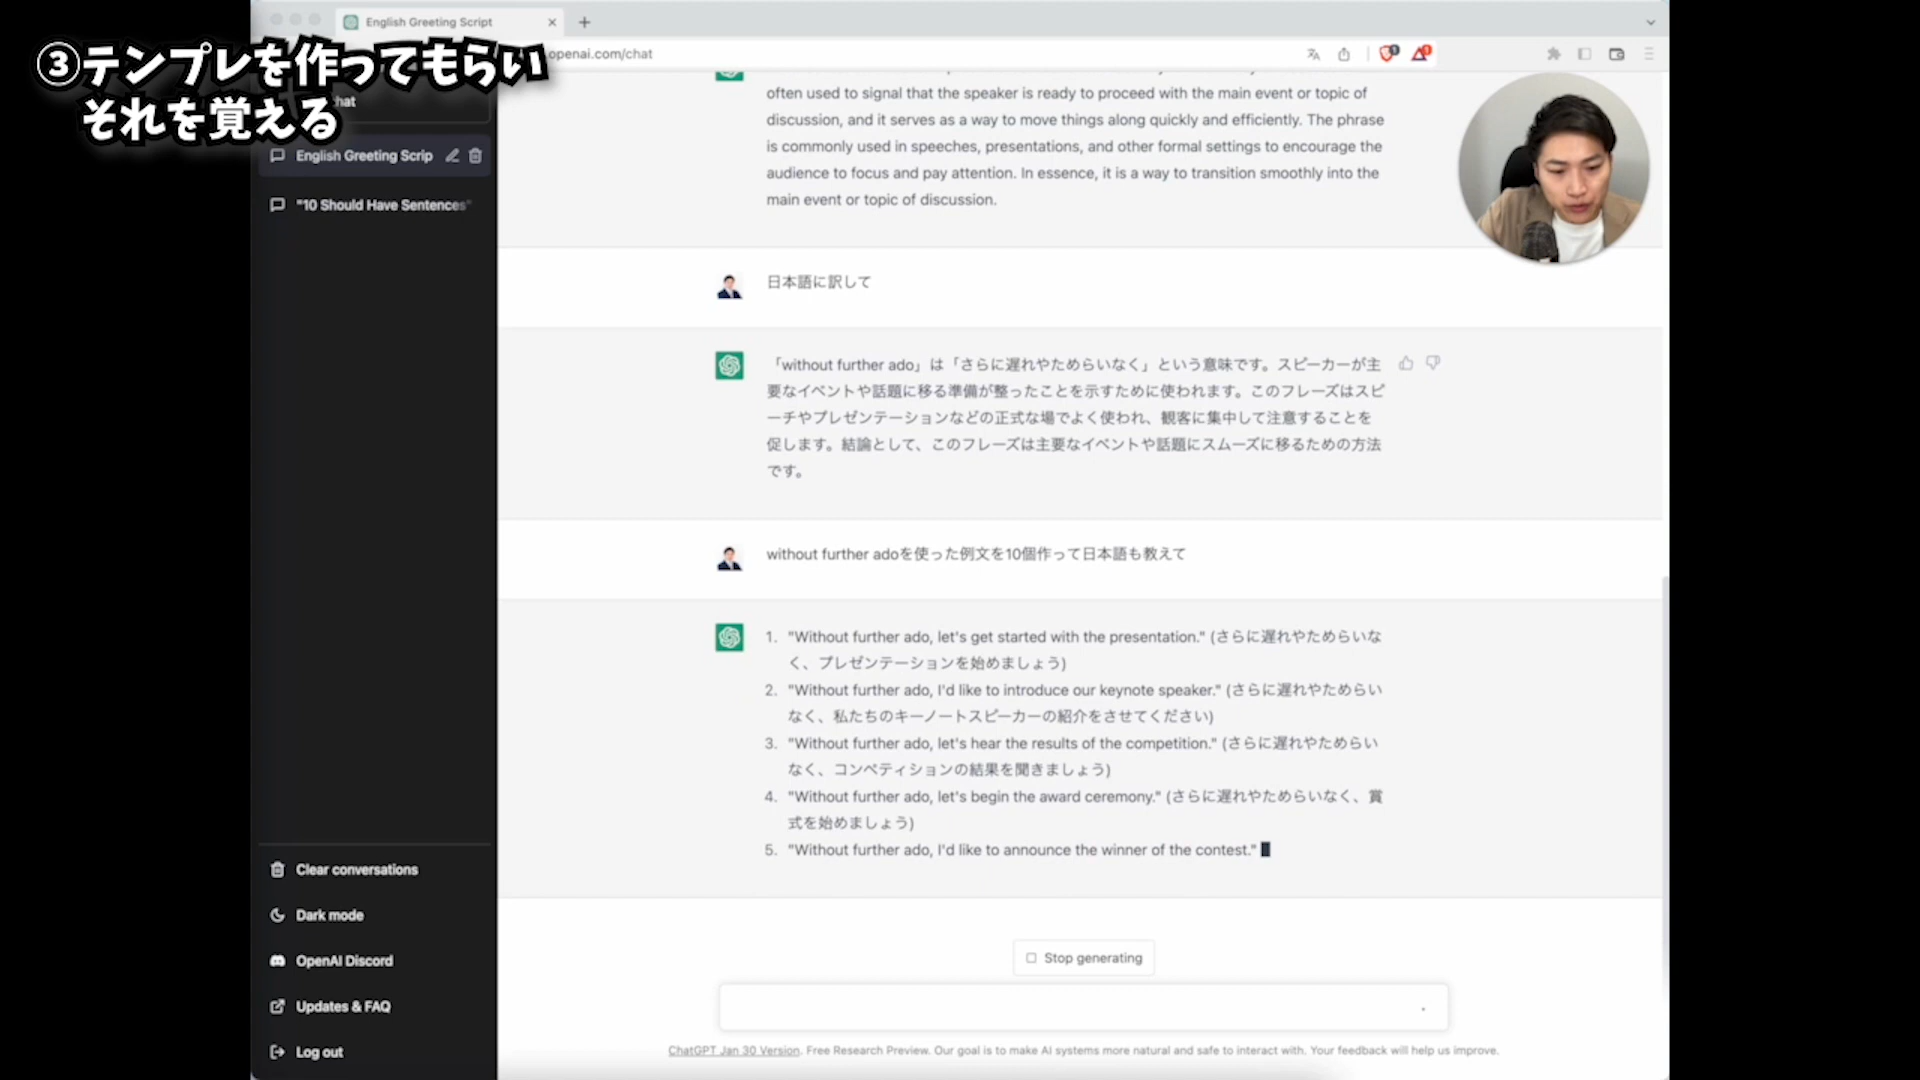 ③テンプレを作ってもらい
それを覚える
English Greeting Script
openai.com/chat
hat
English Greeting Scrip
"10 Should Have Sentences"
Clear conversations
Dark mode
OpenAI Discord
Updates & FAQ
Log out
often used to signal that the speaker is ready to proceed with the main event or topic of
discussion, and it serves as a way to move things along quickly and efficiently. The phrase
is commonly used in speeches, presentations, and other formal settings to encourage the
audience to focus and pay attention. In essence, it is a way to transition smoothly into the
main event or topic of discussion.
日本語に訳して
「without further ado」は「さらに遅れやためらいなく」という意味です。スピーカーが主
要なイベントや話題に移る準備が整ったことを示すために使われます。このフレーズはスピ
ーチやプレゼンテーションなどの正式な場でよく使われ、観客に集中して注意することを
促します。結論として、このフレーズは主要なイベントや話題にスムーズに移るための方法
です。
without further adoを使った例文を10個作って日本語も教えて
1. "Without further ado, let's get started with the presentation." (さらに遅れやためらいな
く、プレゼンテーションを始めましょう)
2. "Without further ado, I'd like to introduce our keynote speaker." (さらに遅れやためらい
なく、私たちのキーノートスピーカーの紹介をさせてください)
3. "Without further ado, let's hear the results of the competition." (さらに遅れやためらい
なく、コンペティションの結果を聞きましょう)
4. "Without further ado, let's begin the award ceremony." (さらに遅れやためらいなく、賞
式を始めましょう)
5. "Without further ado, I'd like to announce the winner of the contest."
Stop generating
ChatGPT Jan 30 Version. Free Research Preview. Our goal is to make AI systems more natural and safe to interact with. Your feedback will help us improve.